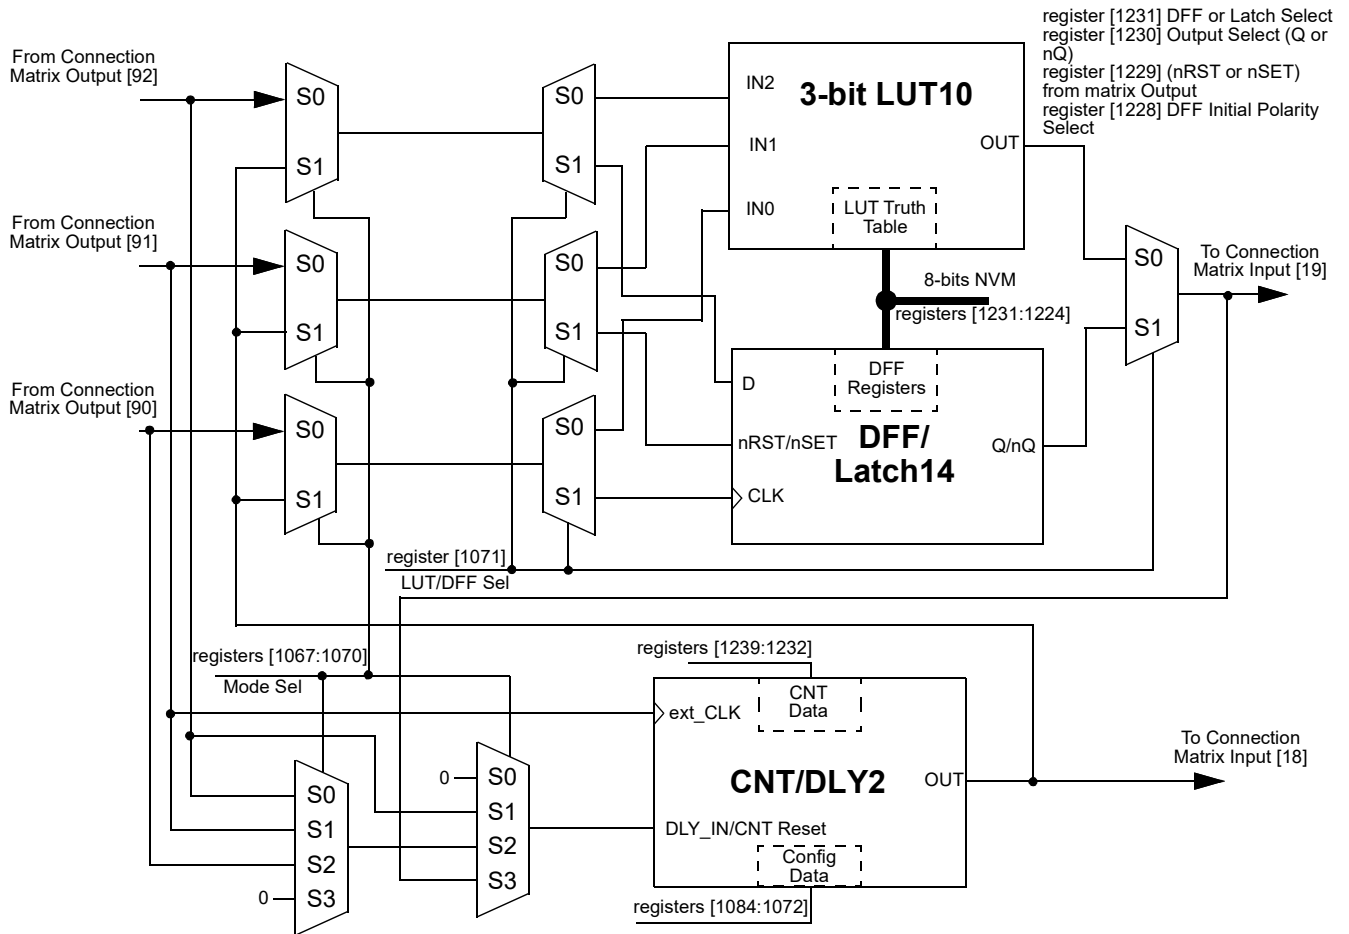 register [1231] DFF or Latch Select
register [1230] Output Select (Q or
nQ)
register [1229] (nRST or nSET)
from matrix Output
register [1228] DFF Initial Polarity
Select
From Connection
Matrix Output [92]
S0
S1
S0
S1
IN2
IN1
IN0
3-bit LUT10
OUT
LUT Truth
Table
From Connection
Matrix Output [91]
S0
S1
S0
S1
8-bits NVM
registers [1231:1224]
S0
S1
To Connection
Matrix Input [19]
From Connection
Matrix Output [90]
S0
S1
S0
S1
D
nRST/nSET
CLK
DFF
Registers
DFF/
Latch14
Q/nQ
register [1071]
LUT/DFF Sel
registers [1067:1070]
Mode Sel
registers [1239:1232]
CNT
Data
ext_CLK
CNT/DLY2
OUT
To Connection
Matrix Input [18]
DLY_IN/CNT Reset
Config
Data
registers [1084:1072]
0
S0
S1
S2
S3
S0
S1
S2
0
S3